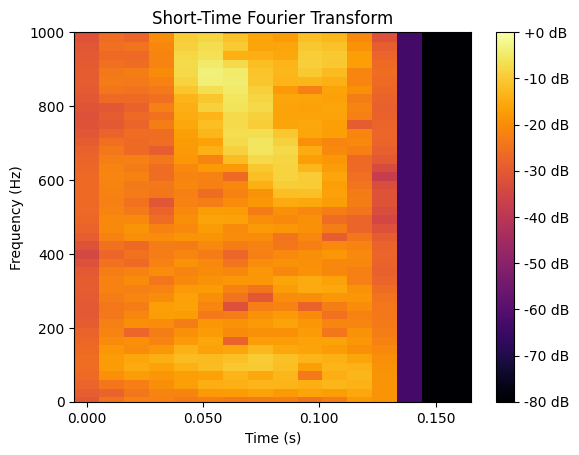 Short-Time Fourier Transform
1000
800
600
400
200
0
Frequency (Hz)
0.000
0.050
0.100
0.150
Time (s)
+0 dB
-10 dB
-20 dB
-30 dB
-40 dB
-50 dB
-60 dB
-70 dB
-80 dB